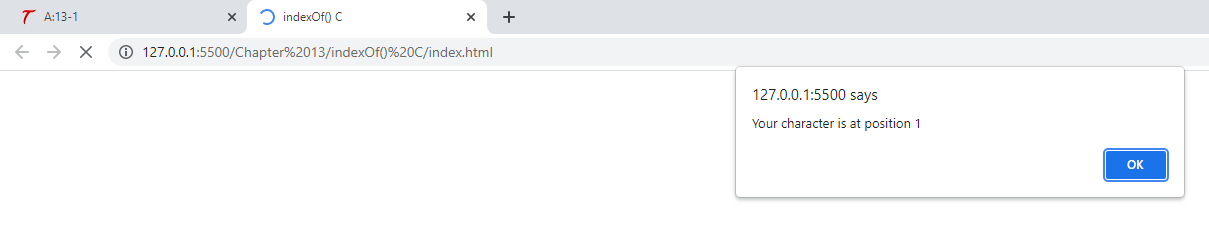 A:13-1
indexOf() C
127.0.0.1:5500/Chapter%2013/indexOf()%20C/index.html
127.0.0.1:5500 says
Your character is at position 1
OK